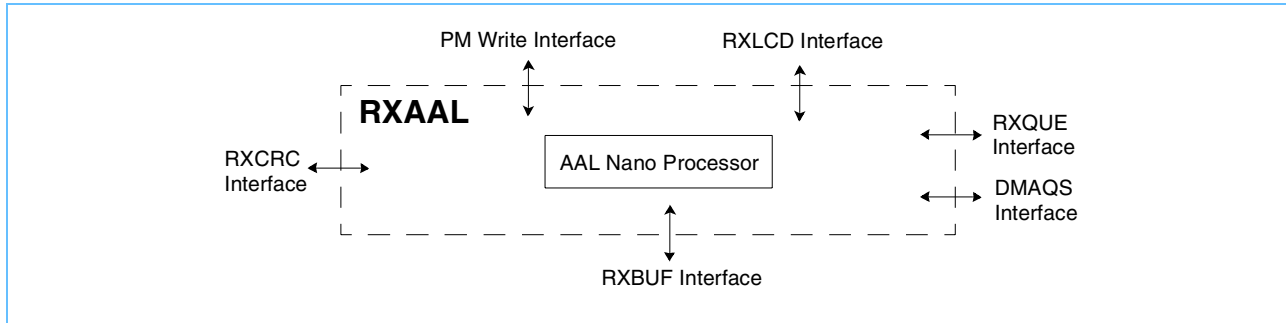 PM Write Interface
RXLCD Interface
RXAAL
RXQUE
Interface
RXCRC
Interface
AAL Nano Processor
DMAQS
Interface
RXBUF Interface